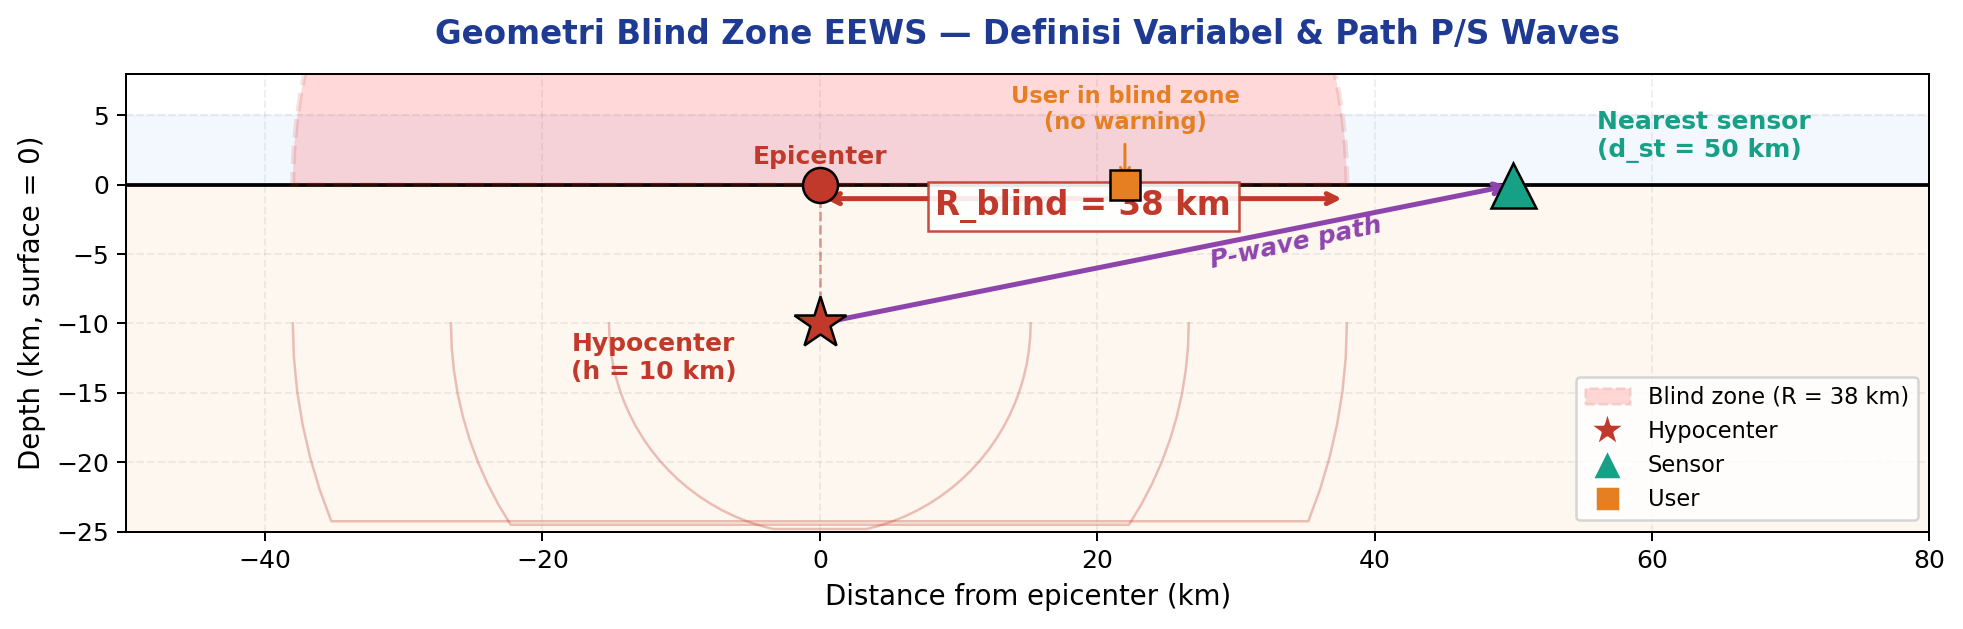 Geometri Blind Zone EEWS — Definisi Variabel & Path P/S Waves
User in blind zone
(no warning)
Epicenter
Nearest sensor
(d_st = 50 km)
R_blind = 38 km
P-wave path
Hypocenter
(h = 10 km)
Blind zone (R = 38 km)
Hypocenter
Sensor
User
Depth (km, surface = 0)
5
0
−5
−10
−15
−20
−25
−40
−20
0
20
40
60
80
Distance from epicenter (km)